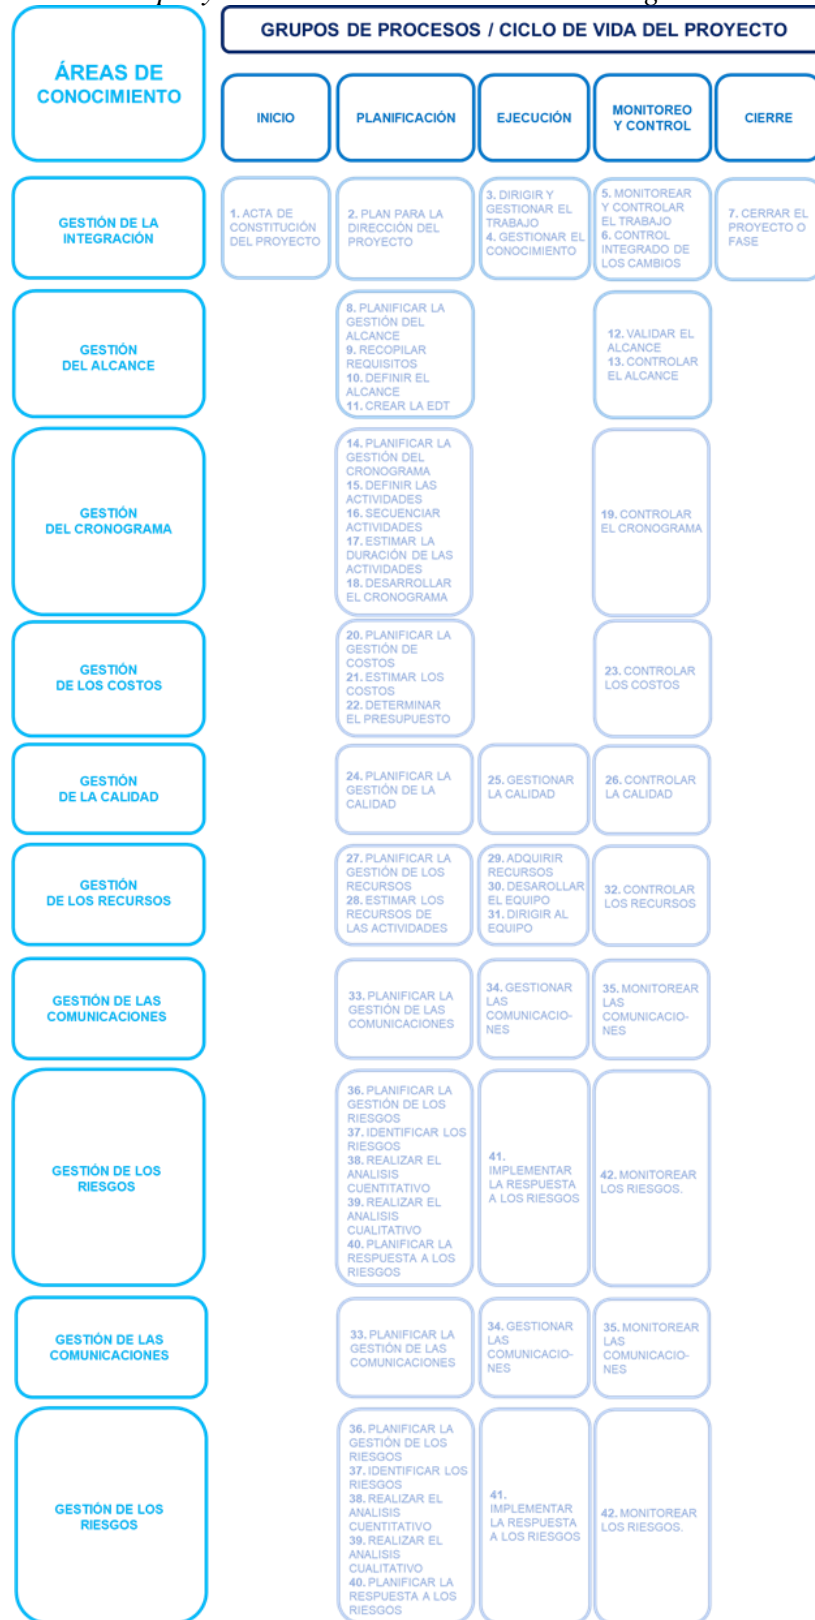 GRUPOS DE PROCESOS / CICLO DE VIDA DEL PROYECTO
ÁREAS DE
CONOCIMIENTO
INICIO
PLANIFICACIÓN
EJECUCIÓN
MONITOREO
Y CONTROL
CIERRE
GESTIÓN DE LA
INTEGRACIÓN
1. ACTA DE
CONSTITUCIÓN
DEL PROYECTO
2. PLAN PARA LA
DIRECCIÓN DEL
PROYECTO
3. DIRIGIR Y
GESTIONAR EL
TRABAJO
4. GESTIONAR EL
CONOCIMIENTO
5. MONITOREAR
Y CONTROLAR
EL TRABAJO
6. CONTROL
INTEGRADO DE
LOS CAMBIOS
7. CERRAR EL
PROYECTO O
FASE
GESTIÓN
DEL ALCANCE
8. PLANIFICAR LA
GESTIÓN DEL
ALCANCE
9. RECOPILAR
REQUISITOS
10. DEFINIR EL
ALCANCE
11. CREAR LA EDT
12. VALIDAR EL
ALCANCE
13. CONTROLAR
EL ALCANCE
GESTIÓN
DEL CRONOGRAMA
14. PLANIFICAR LA
GESTIÓN DEL
CRONOGRAMA
15. DEFINIR LAS
ACTIVIDADES
16. SECUENCIAR
ACTIVIDADES
17. ESTIMAR LA
DURACIÓN DE LAS
ACTIVIDADES
18. DESARROLLAR
EL CRONOGRAMA
19. CONTROLAR
EL CRONOGRAMA
GESTIÓN
DE LOS COSTOS
20. PLANIFICAR LA
GESTIÓN DE
COSTOS
21. ESTIMAR LOS
COSTOS
22. DETERMINAR
EL PRESUPUESTO
23. CONTROLAR
LOS COSTOS
GESTIÓN
DE LA CALIDAD
24. PLANIFICAR LA
GESTIÓN DE LA
CALIDAD
25. GESTIONAR
LA CALIDAD
26. CONTROLAR
LA CALIDAD
GESTIÓN
DE LOS RECURSOS
27. PLANIFICAR LA
GESTIÓN DE LOS
RECURSOS
28. ESTIMAR LOS
RECURSOS DE
LAS ACTIVIDADES
29. ADQUIRIR
RECURSOS
30. DESAROLLAR
EL EQUIPO
31. DIRIGIR AL
EQUIPO
32. CONTROLAR
LOS RECURSOS
GESTIÓN DE LAS
COMUNICACIONES
33. PLANIFICAR LA
GESTIÓN DE LAS
COMUNICACIONES
34. GESTIONAR
LAS
COMUNICACIO-
NES
35. MONITOREAR
LAS
COMUNICACIO-
NES
GESTIÓN DE LOS
RIESGOS
36. PLANIFICAR LA
GESTIÓN DE LOS
RIESGOS
37. IDENTIFICAR LOS
RIESGOS
38. REALIZAR EL
ANALISIS
CUENTITATIVO
39. REALIZAR EL
ANALISIS
CUALITATIVO
40. PLANIFICAR LA
RESPUESTA A LOS
RIESGOS
41.
IMPLEMENTAR
LA RESPUESTA
A LOS RIESGOS
42. MONITOREAR
LOS RIESGOS.
GESTIÓN DE LAS
COMUNICACIONES
33. PLANIFICAR LA
GESTIÓN DE LAS
COMUNICACIONES
34. GESTIONAR
LAS
COMUNICACIO-
NES
35. MONITOREAR
LAS
COMUNICACIO-
NES
GESTIÓN DE LOS
RIESGOS
36. PLANIFICAR LA
GESTIÓN DE LOS
RIESGOS
37. IDENTIFICAR LOS
RIESGOS
38. REALIZAR EL
ANALISIS
CUENTITATIVO
39. REALIZAR EL
ANALISIS
CUALITATIVO
40. PLANIFICAR LA
RESPUESTA A LOS
RIESGOS
41.
IMPLEMENTAR
LA RESPUESTA
A LOS RIESGOS
42. MONITOREAR
LOS RIESGOS.